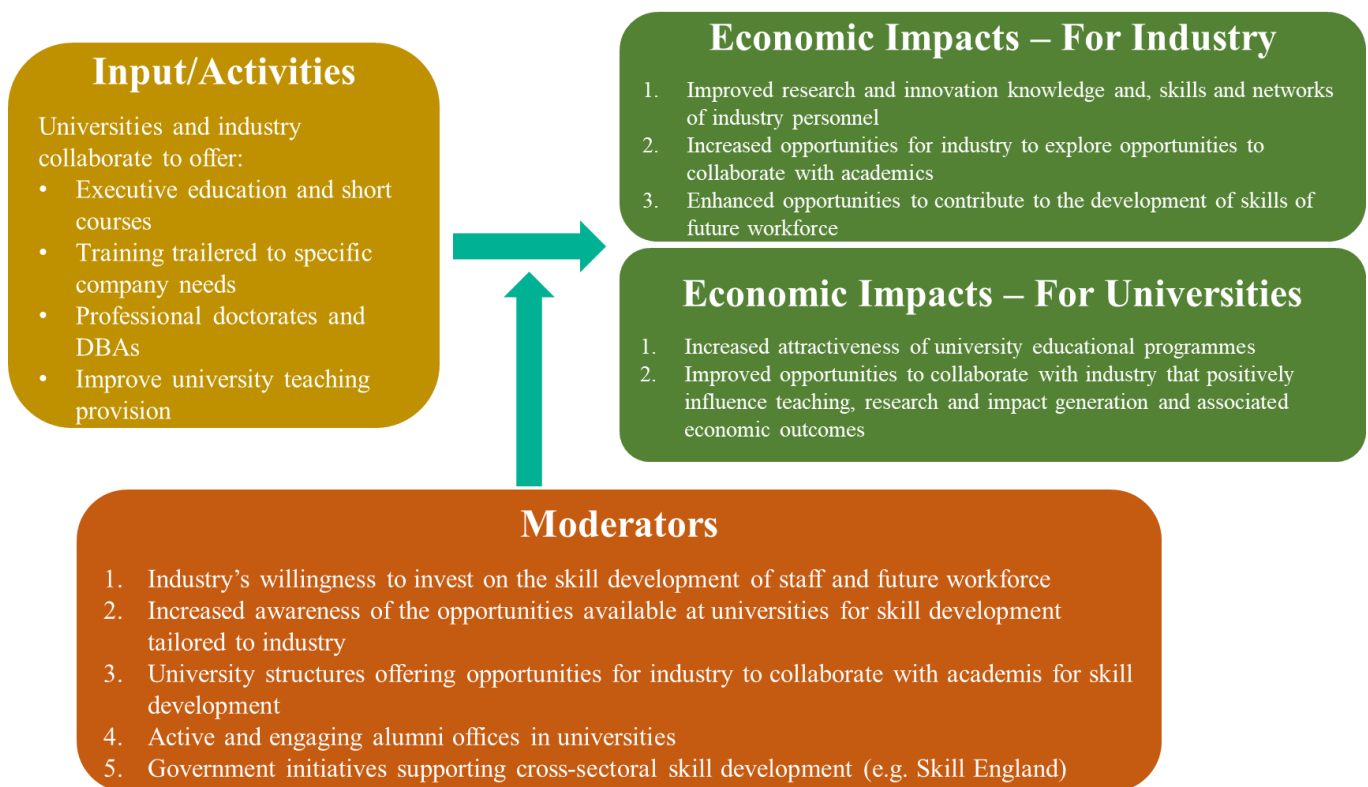 Input/Activities
Universities and industry
collaborate to offer:
• Executive education and short
courses
• Training trailered to specific
company needs
• Professional doctorates and
DBAs
• Improve university teaching
provision
Economic Impacts – For Industry
1. Improved research and innovation knowledge and, skills and networks
of industry personnel
2. Increased opportunities for industry to explore opportunities to
collaborate with academics
3. Enhanced opportunities to contribute to the development of skills of
future workforce
Economic Impacts – For Universities
1. Increased attractiveness of university educational programmes
2. Improved opportunities to collaborate with industry that positively
influence teaching, research and impact generation and associated
economic outcomes
Moderators
1. Industry’s willingness to invest on the skill development of staff and future workforce
2. Increased awareness of the opportunities available at universities for skill development
tailored to industry
3. University structures offering opportunities for industry to collaborate with academis for skill
development
4. Active and engaging alumni offices in universities
5. Government initiatives supporting cross-sectoral skill development (e.g. Skill England)